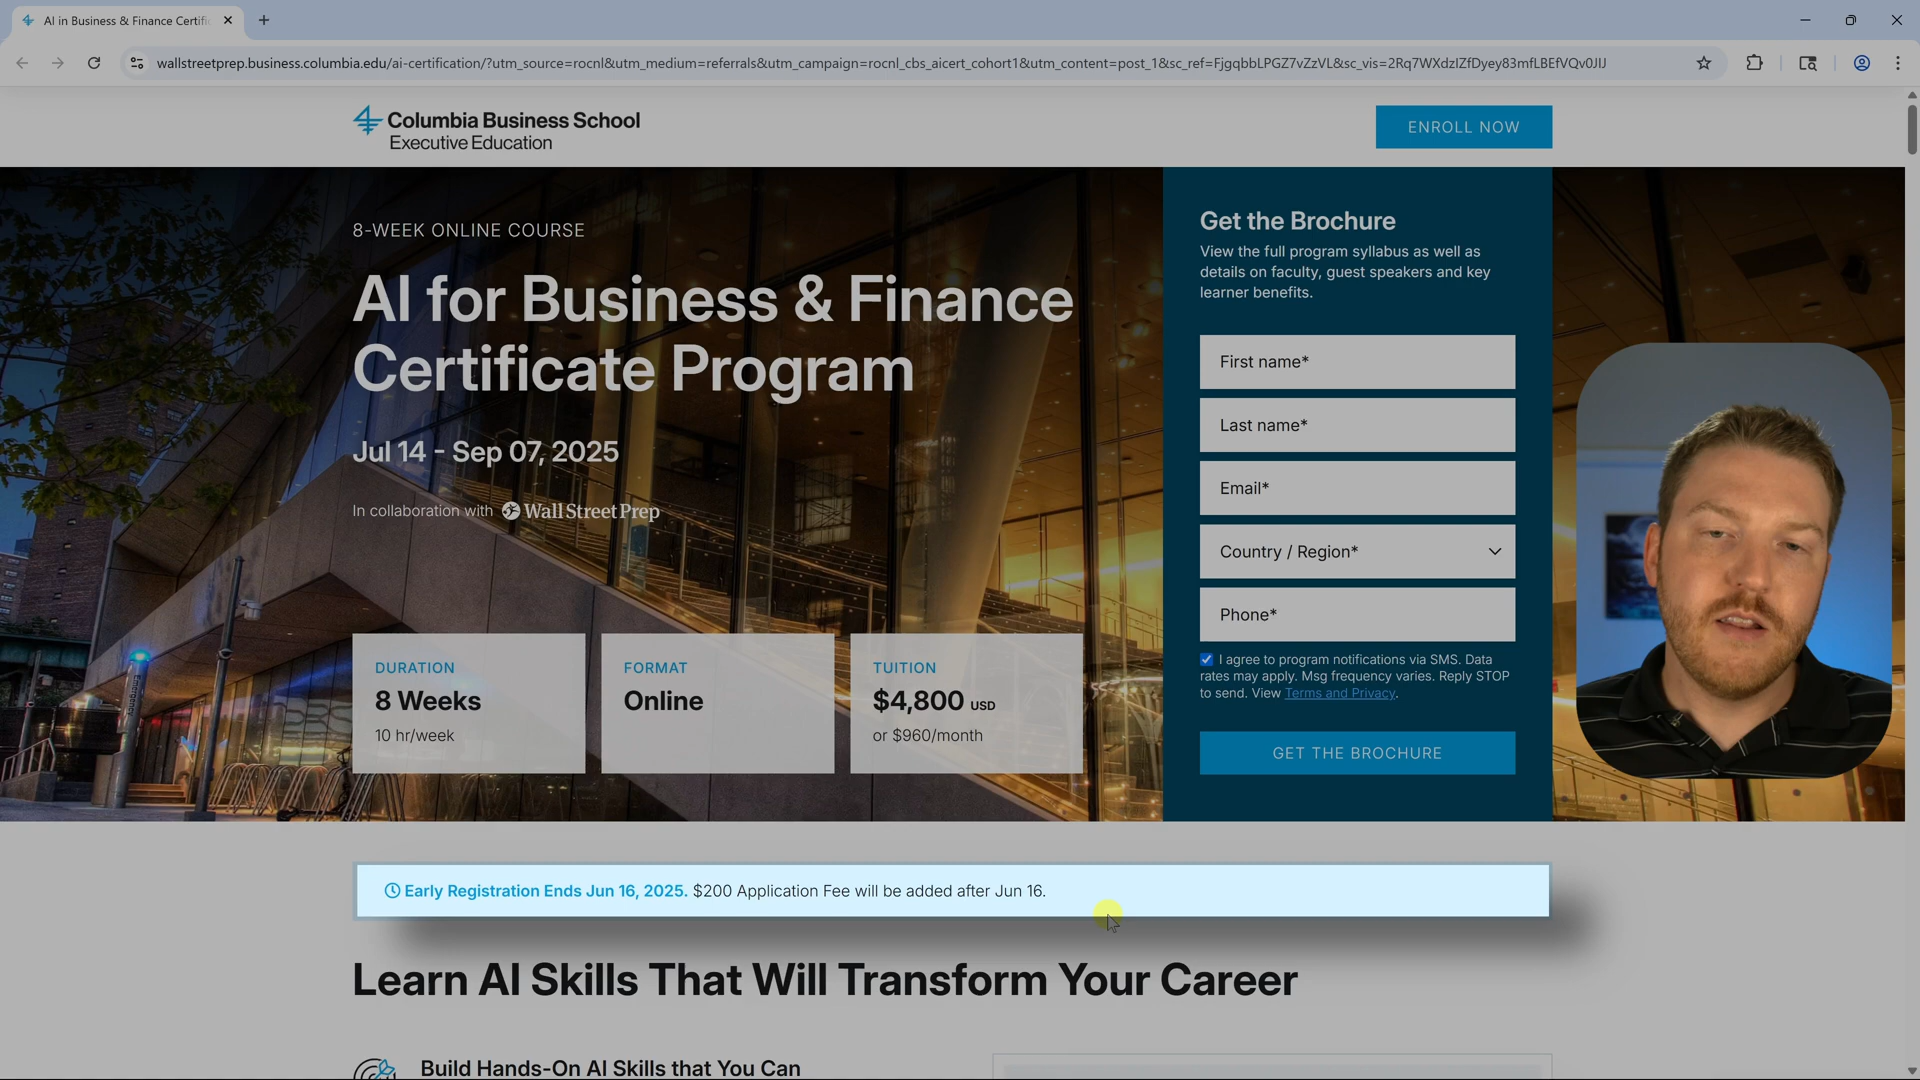 AI in Business & Finance Certific
wallstreetprep.business.columbia.edu/ai-certification/?utm_source=rocnl&utm_medium=referrals&utm_campaign=rocnl_cbs_aicert_cohort1&utm_content=post_1&sc_ref=FjgqbbLPGZ7vZzVL&sc_vis=2Rq7WXdzIZfDyey83mfLBEfVQv0JIJ
Columbia Business School
Executive Education
ENROLL NOW
8-WEEK ONLINE COURSE
AI for Business & Finance
Certificate Program
Jul 14 - Sep 07, 2025
In collaboration with Wall Street Prep
DURATION
8 Weeks
10 hr/week
FORMAT
Online
TUITION
$4,800 USD
or $960/month
Get the Brochure
View the full program syllabus as well as
details on faculty, guest speakers and key
learner benefits.
First name*
Last name*
Email*
Country / Region*
Phone*
I agree to program notifications via SMS. Data
rates may apply. Msg frequency varies. Reply STOP
to send. View Terms and Privacy.
GET THE BROCHURE
Emergency
Early Registration Ends Jun 16, 2025. $200 Application Fee will be added after Jun 16.
Learn AI Skills That Will Transform Your Career
Build Hands-On AI Skills that You Can